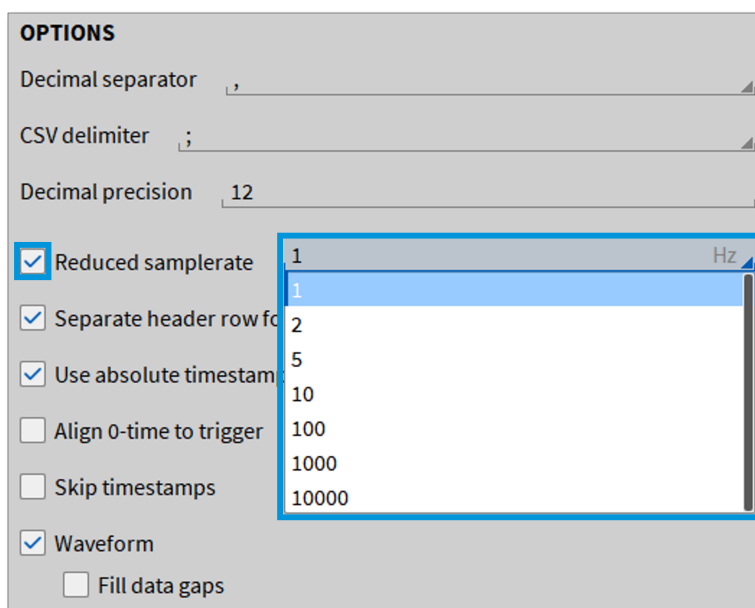 OPTIONS
Decimal separator ,
CSV delimiter ;
Decimal precision 12
Reduced samplerate 1 Hz
1
Separate header row fo
2
5
Use absolute timestamp
10
Align 0-time to trigger 100
1000
Skip timestamps 10000
Waveform
Fill data gaps